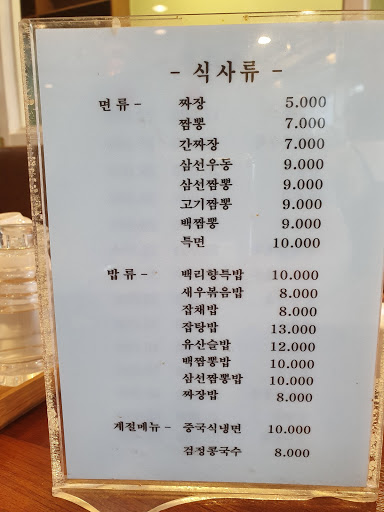 - 식사류 -
면류 - 짜장 5.000
짬뽕 7.000
간짜장 7.000
삼선우동 9.000
삼선짬뽕 9.000
고기짬뽕 9.000
백짬뽕 9.000
특면 10.000
밥류 - 백리향특밥 10.000
새우볶음밥 8.000
잡채밥 8.000
잡탕밥 13.000
유산슬밥 12.000
백짬뽕밥 10.000
삼선짬뽕밥 10.000
짜장밥 8.000
계절메뉴 - 중국식냉면 10.000
검정콩국수 8.000